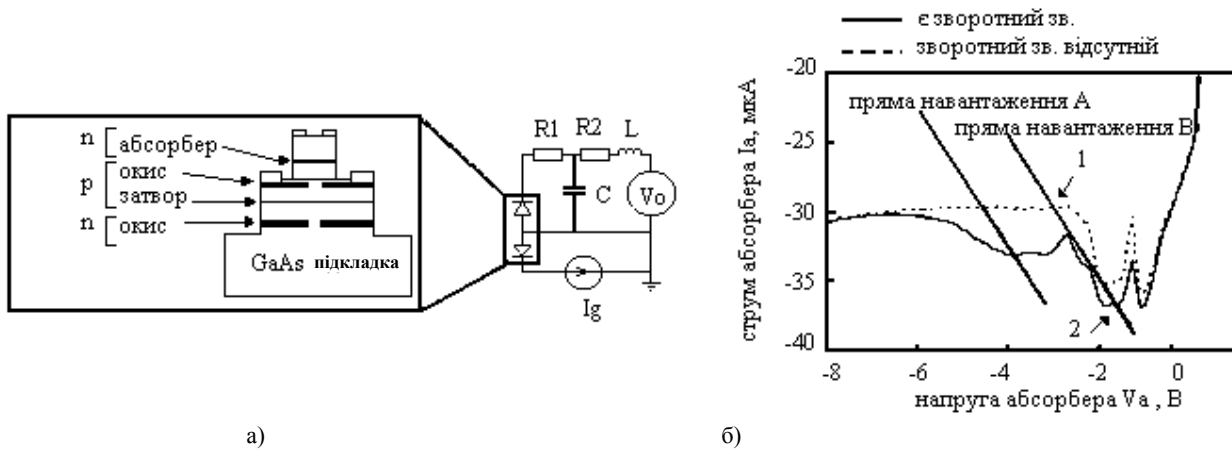 n
абсорбер
окис
p
затвор
n
окис
GaAs підкладка
R1
R2
L
C
Vo
Ig
а)
є зворотний зв.
зворотний зв. відсутній
струм абсорбера Ia, мкА
-20
-25
-30
-35
-40
пряма навантаження А
пряма навантаження В
1
2
-8
-6
-4
-2
0
напруга абсорбера Va , В
б)